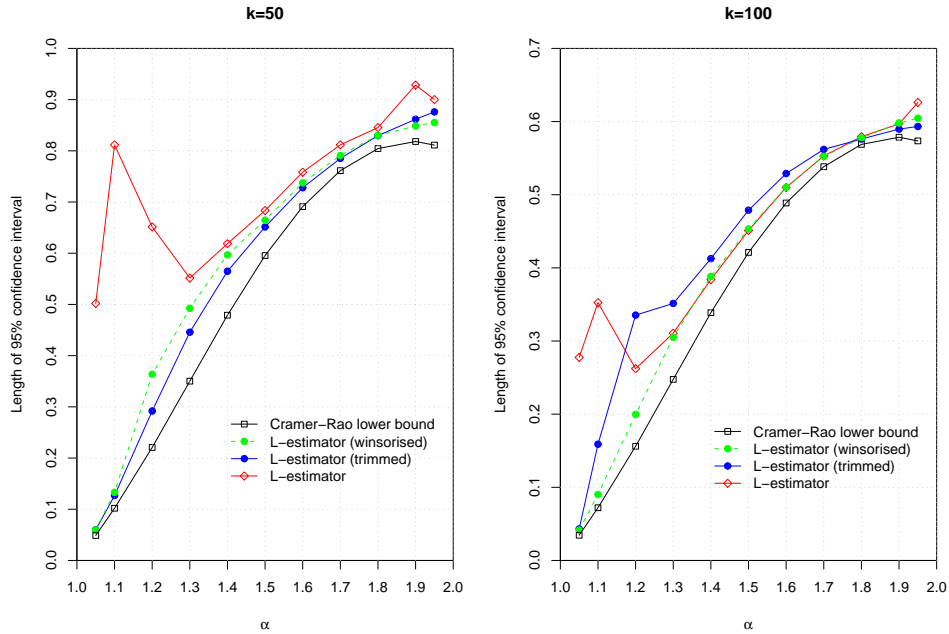 k=50
Length of 95% confidence interval
1.0
0.9
0.8
0.7
0.6
0.5
0.4
0.3
0.2
0.1
0.0
Cramer−Rao lower bound
L−estimator (winsorised)
L−estimator (trimmed)
L−estimator
1.0 1.1 1.2 1.3 1.4 1.5 1.6 1.7 1.8 1.9 2.0
α
k=100
Length of 95% confidence interval
0.7
0.6
0.5
0.4
0.3
0.2
0.1
0.0
Cramer−Rao lower bound
L−estimator (winsorised)
L−estimator (trimmed)
L−estimator
1.0 1.1 1.2 1.3 1.4 1.5 1.6 1.7 1.8 1.9 2.0
α